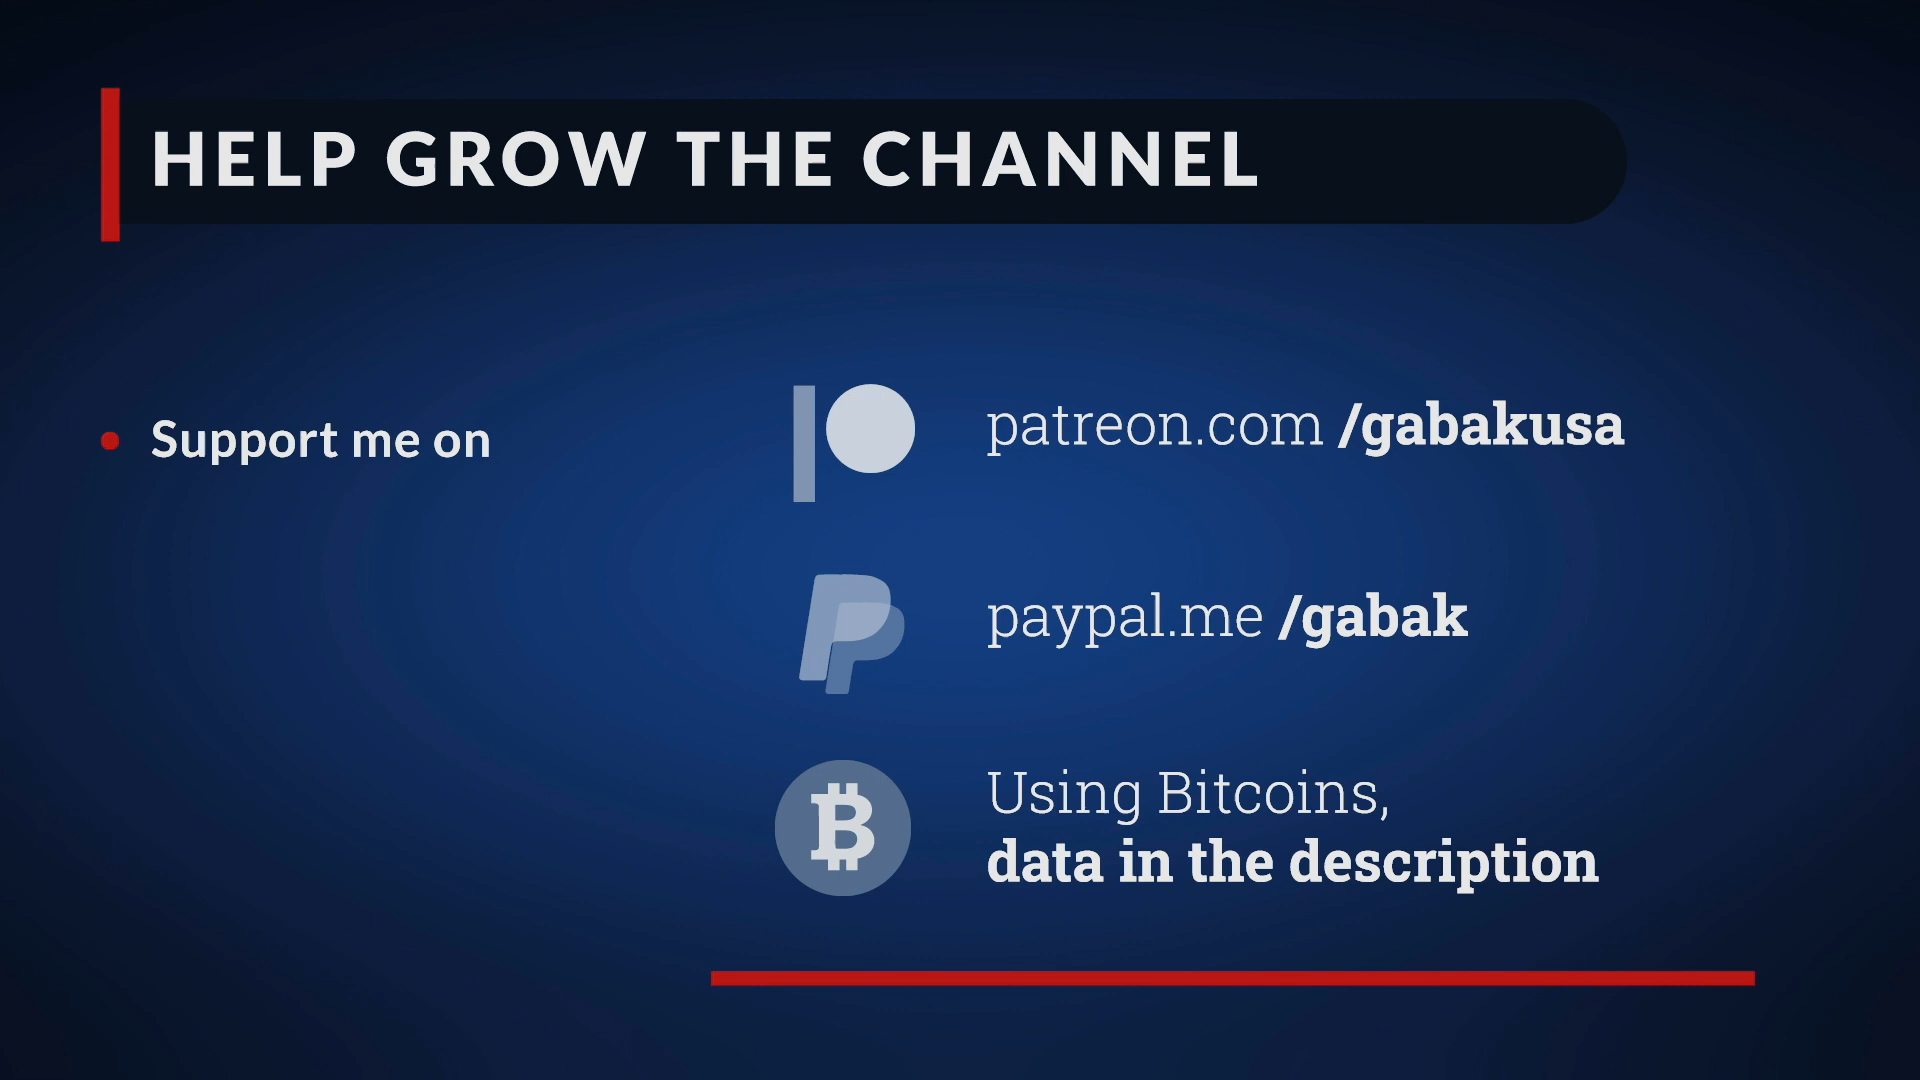 HELP GROW THE CHANNEL
Support me on
patreon.com /gabakusa
paypal.me /gabak
Using Bitcoins,
data in the description